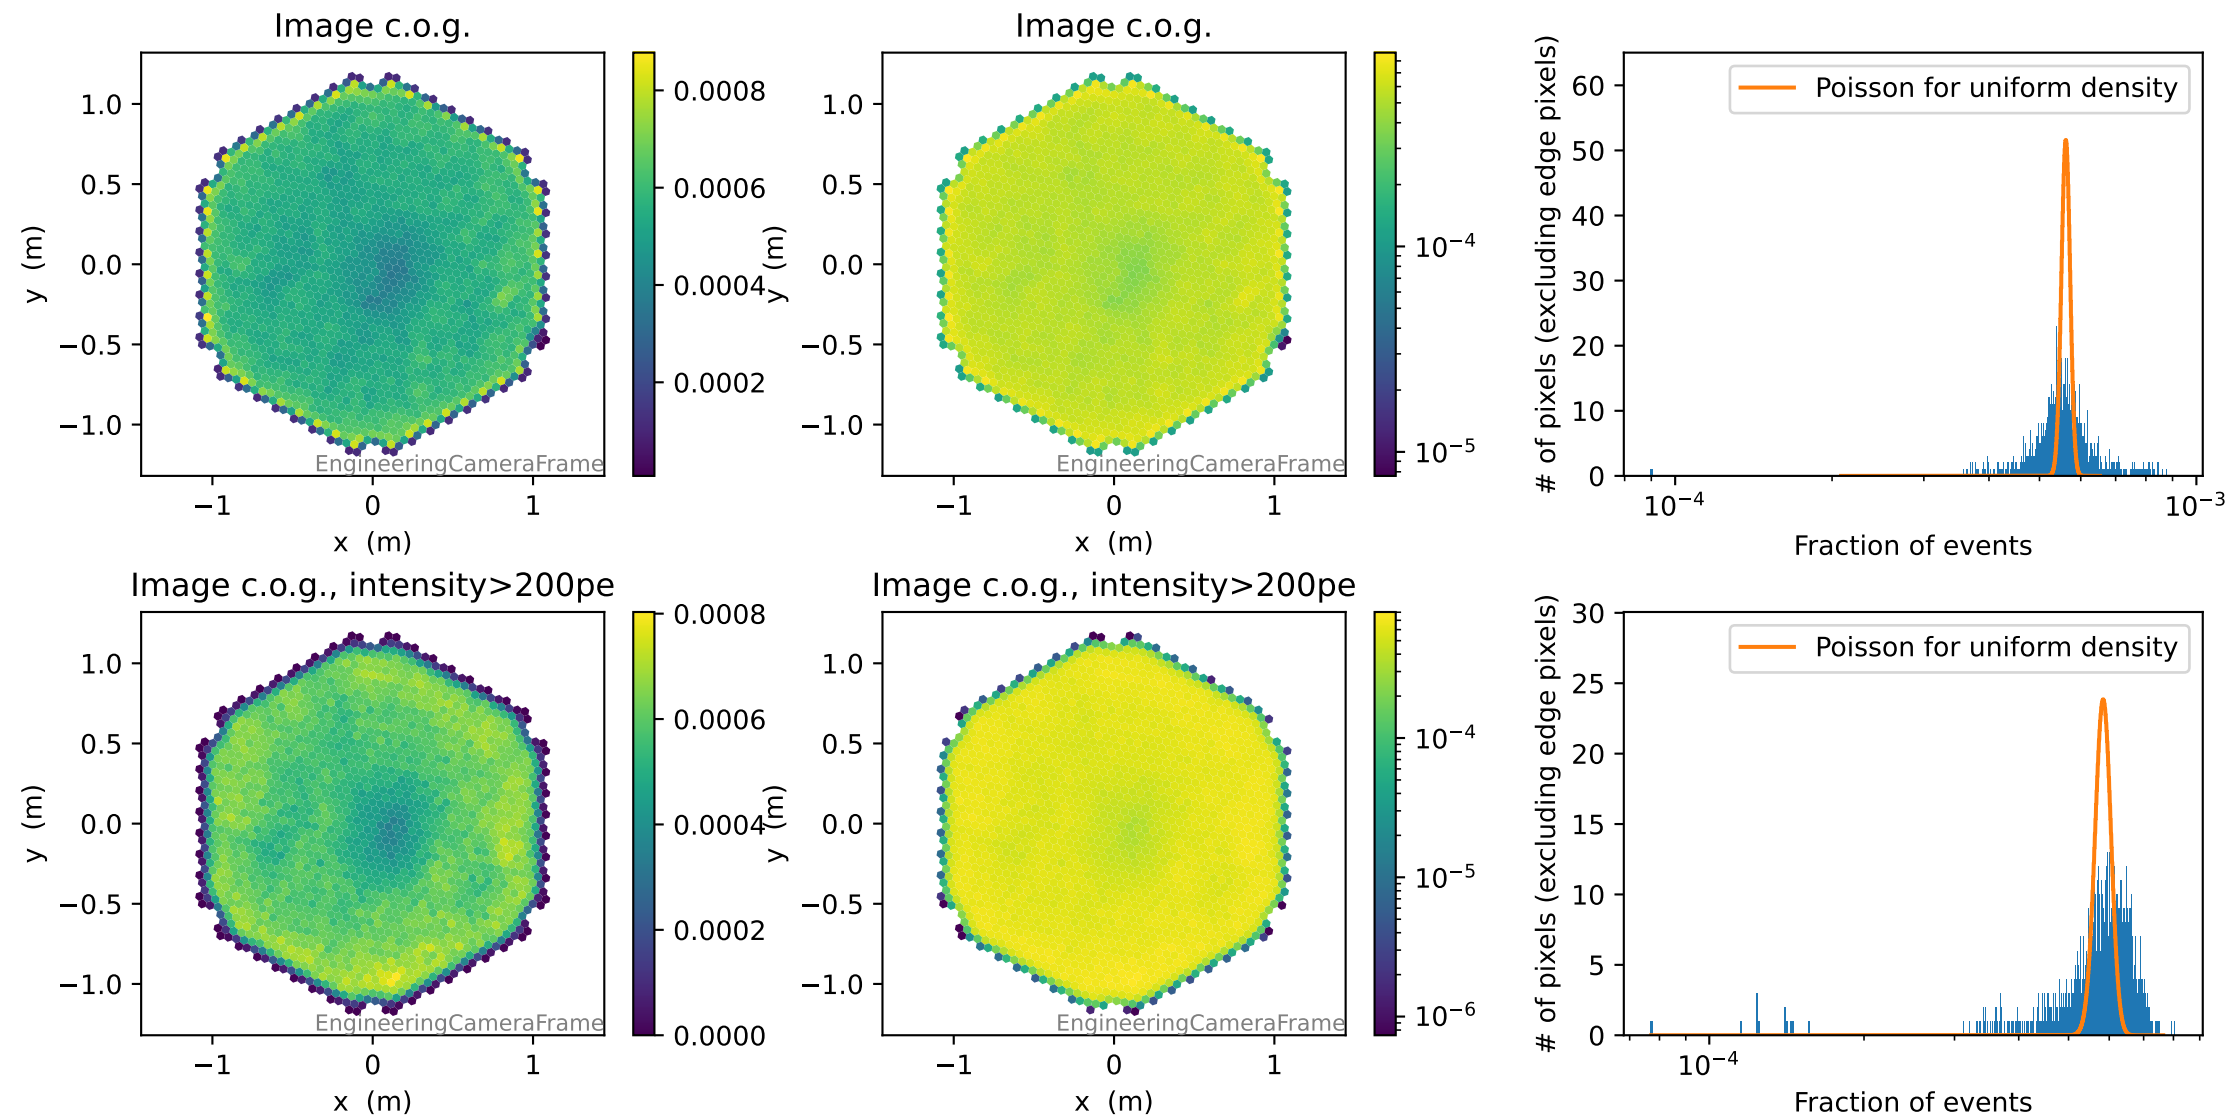 Image c.o.g.
1.0
0.5
0.0
−0.5
−1.0
y (m)
−1
0
1
x (m)
EngineeringCameraFrame
0.0008
0.0006
0.0004
0.0002
Image c.o.g.
1.0
0.5
0.0
−0.5
−1.0
y (m)
−1
0
1
x (m)
EngineeringCameraFrame
10⁻⁴
10⁻⁵
# of pixels (excluding edge pixels)
60
50
40
30
20
10
0
Poisson for uniform density
10⁻⁴
10⁻³
Fraction of events
Image c.o.g., intensity>200pe
1.0
0.5
0.0
−0.5
−1.0
y (m)
−1
0
1
x (m)
EngineeringCameraFrame
0.0008
0.0006
0.0004
0.0002
0.0000
Image c.o.g., intensity>200pe
1.0
0.5
0.0
−0.5
−1.0
y (m)
−1
0
1
x (m)
EngineeringCameraFrame
10⁻⁴
10⁻⁵
10⁻⁶
# of pixels (excluding edge pixels)
30
25
20
15
10
5
0
Poisson for uniform density
10⁻⁴
Fraction of events